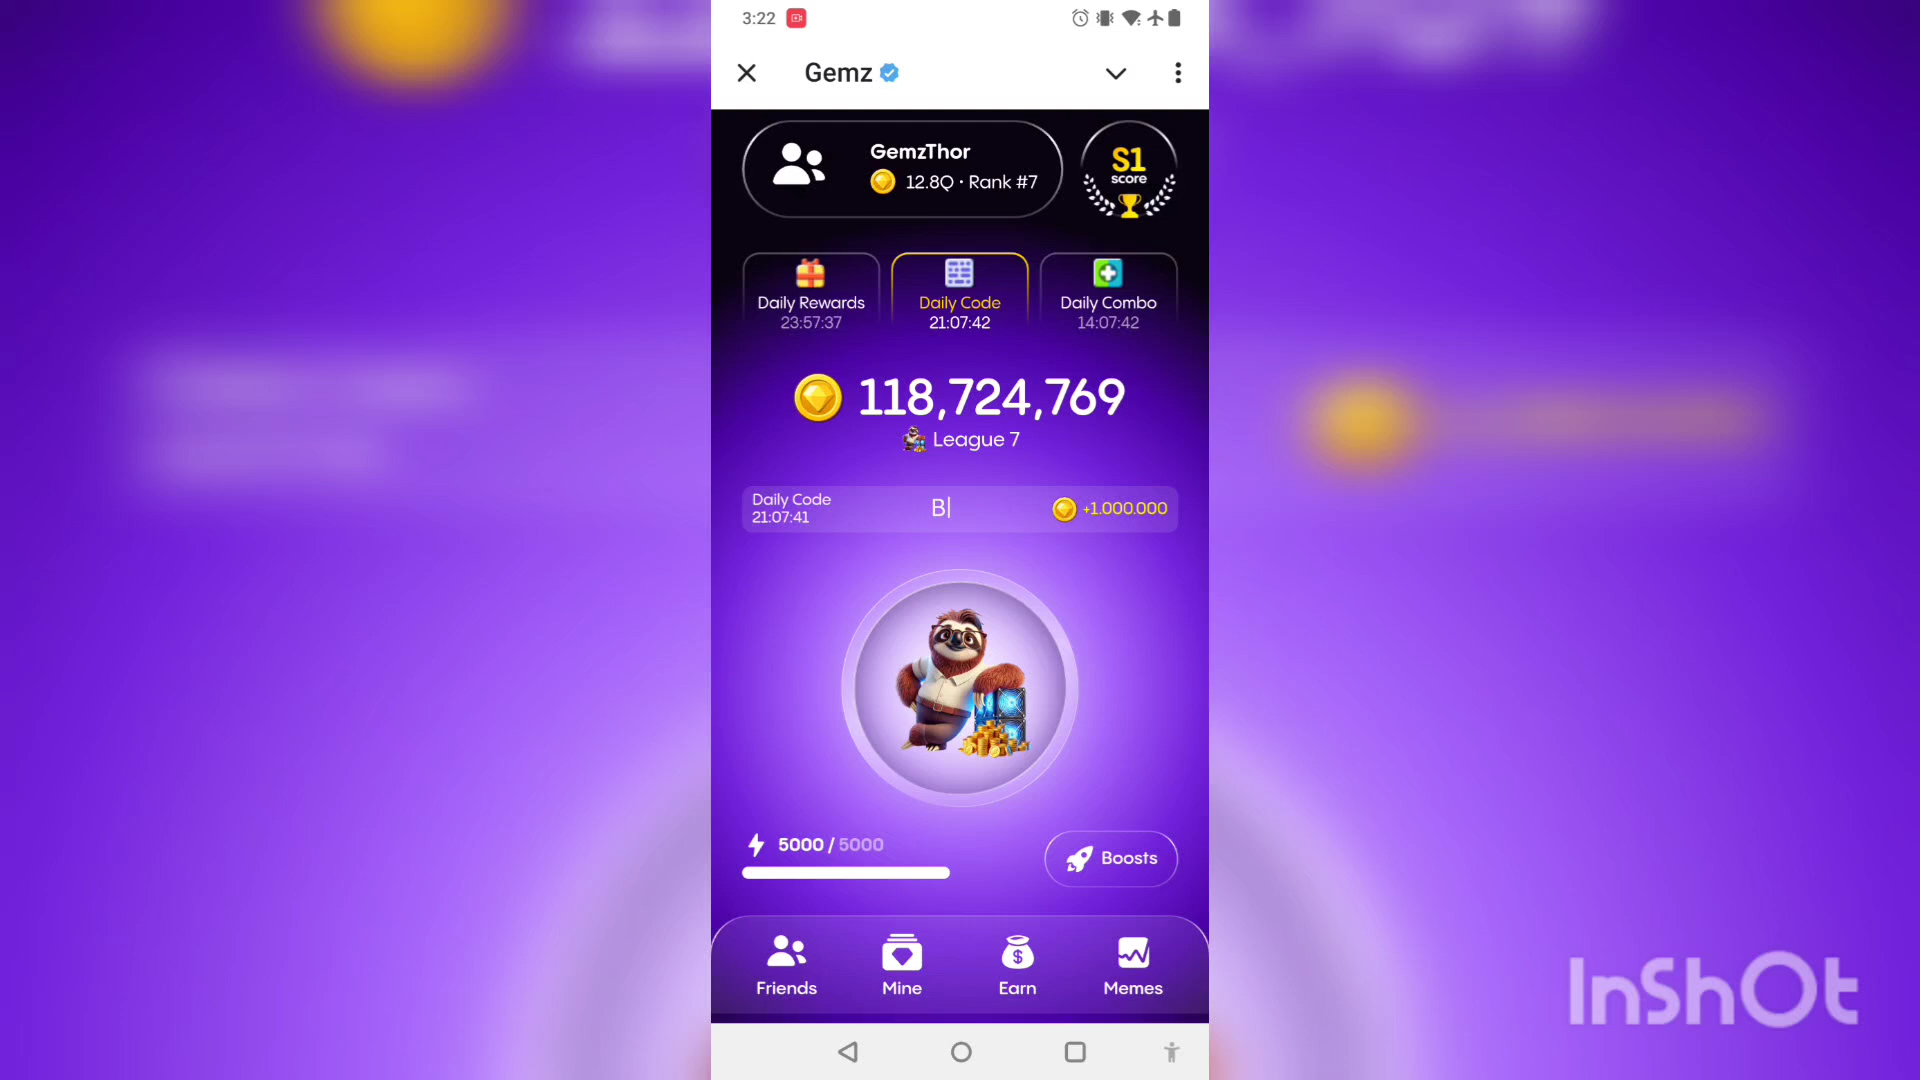 3:22
Gemz
GemzThor
12.8Q · Rank #7
S1
score
Daily Rewards
23:57:37
Daily Code
21:07:42
Daily Combo
14:07:42
118,724,769
League 7
Daily Code
21:07:41
B|
+1.000.000
5000 / 5000
Boosts
Friends
Mine
Earn
Memes
InShOt